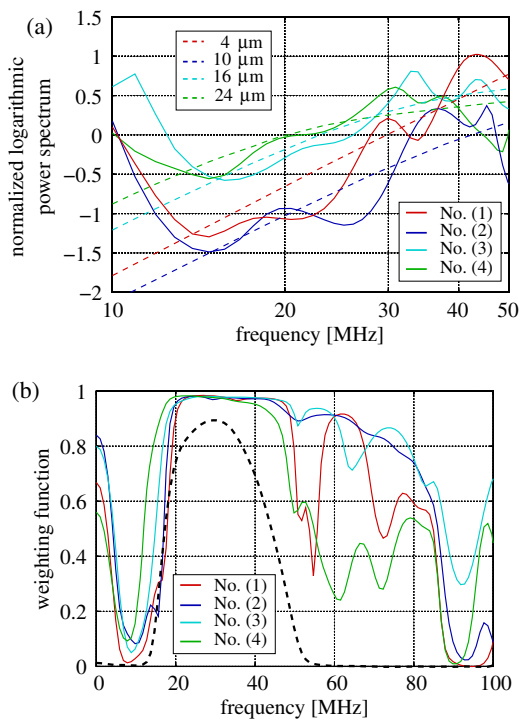 (a)
normalized logarithmic
power spectrum
1.5
1
0.5
0
−0.5
−1
−1.5
−2
4 µm
10 µm
16 µm
24 µm
No. (1)
No. (2)
No. (3)
No. (4)
10 20 30 40 50
frequency [MHz]
(b)
weighting function
1
0.8
0.6
0.4
0.2
0
No. (1)
No. (2)
No. (3)
No. (4)
0 20 40 60 80 100
frequency [MHz]